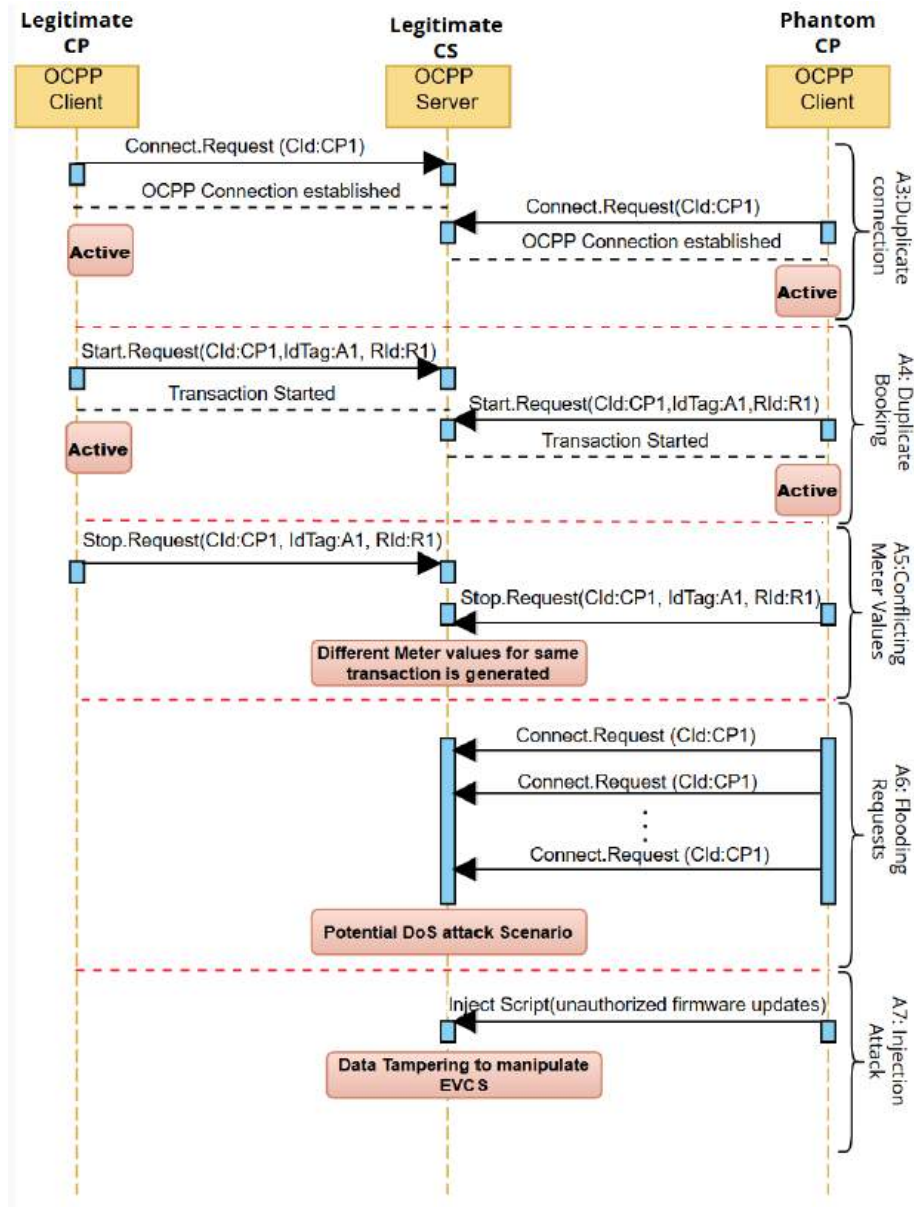 Legitimate
CP
Legitimate
CS
Phantom
CP
OCPP
Client
OCPP
Server
OCPP
Client
Connect.Request (CId:CP1)
OCPP Connection established
Connect.Request(CId:CP1)
OCPP Connection established
Active
Active
A3:Duplicate
connection
Start.Request(CId:CP1,IdTag:A1, RId:R1)
Transaction Started
Start.Request(CId:CP1,IdTag:A1,RId:R1)
Transaction Started
Active
Active
A4: Duplicate
Booking
Stop.Request(CId:CP1, IdTag:A1, RId:R1)
Stop.Request(CId:CP1, IdTag:A1, RId:R1)
Different Meter values for same
transaction is generated
A5:Conflicting
Meter Values
Connect.Request (CId:CP1)
Connect.Request (CId:CP1)
Connect.Request (CId:CP1)
Potential DoS attack Scenario
A6: Flooding
Requests
Inject Script(unauthorized firmware updates)
Data Tampering to manipulate
EVCS
A7: Injection
Attack